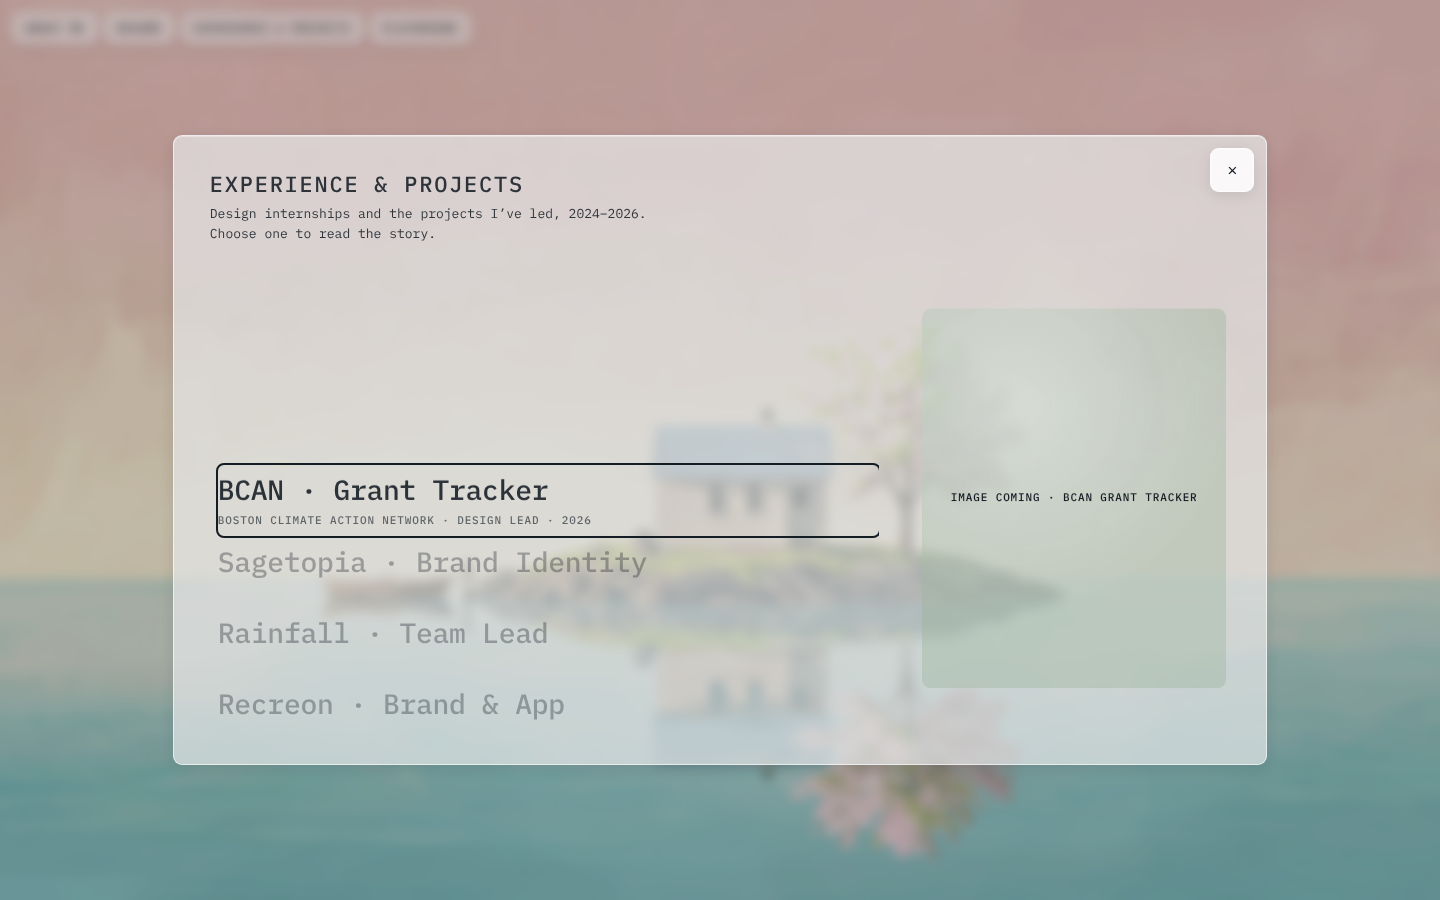 EXPERIENCE & PROJECTS
×
Design internships and the projects I’ve led, 2024–2026.
Choose one to read the story.
BCAN · Grant Tracker
BOSTON CLIMATE ACTION NETWORK · DESIGN LEAD · 2026
IMAGE COMING · BCAN GRANT TRACKER
Sagetopia · Brand Identity
Rainfall · Team Lead
Recreon · Brand & App